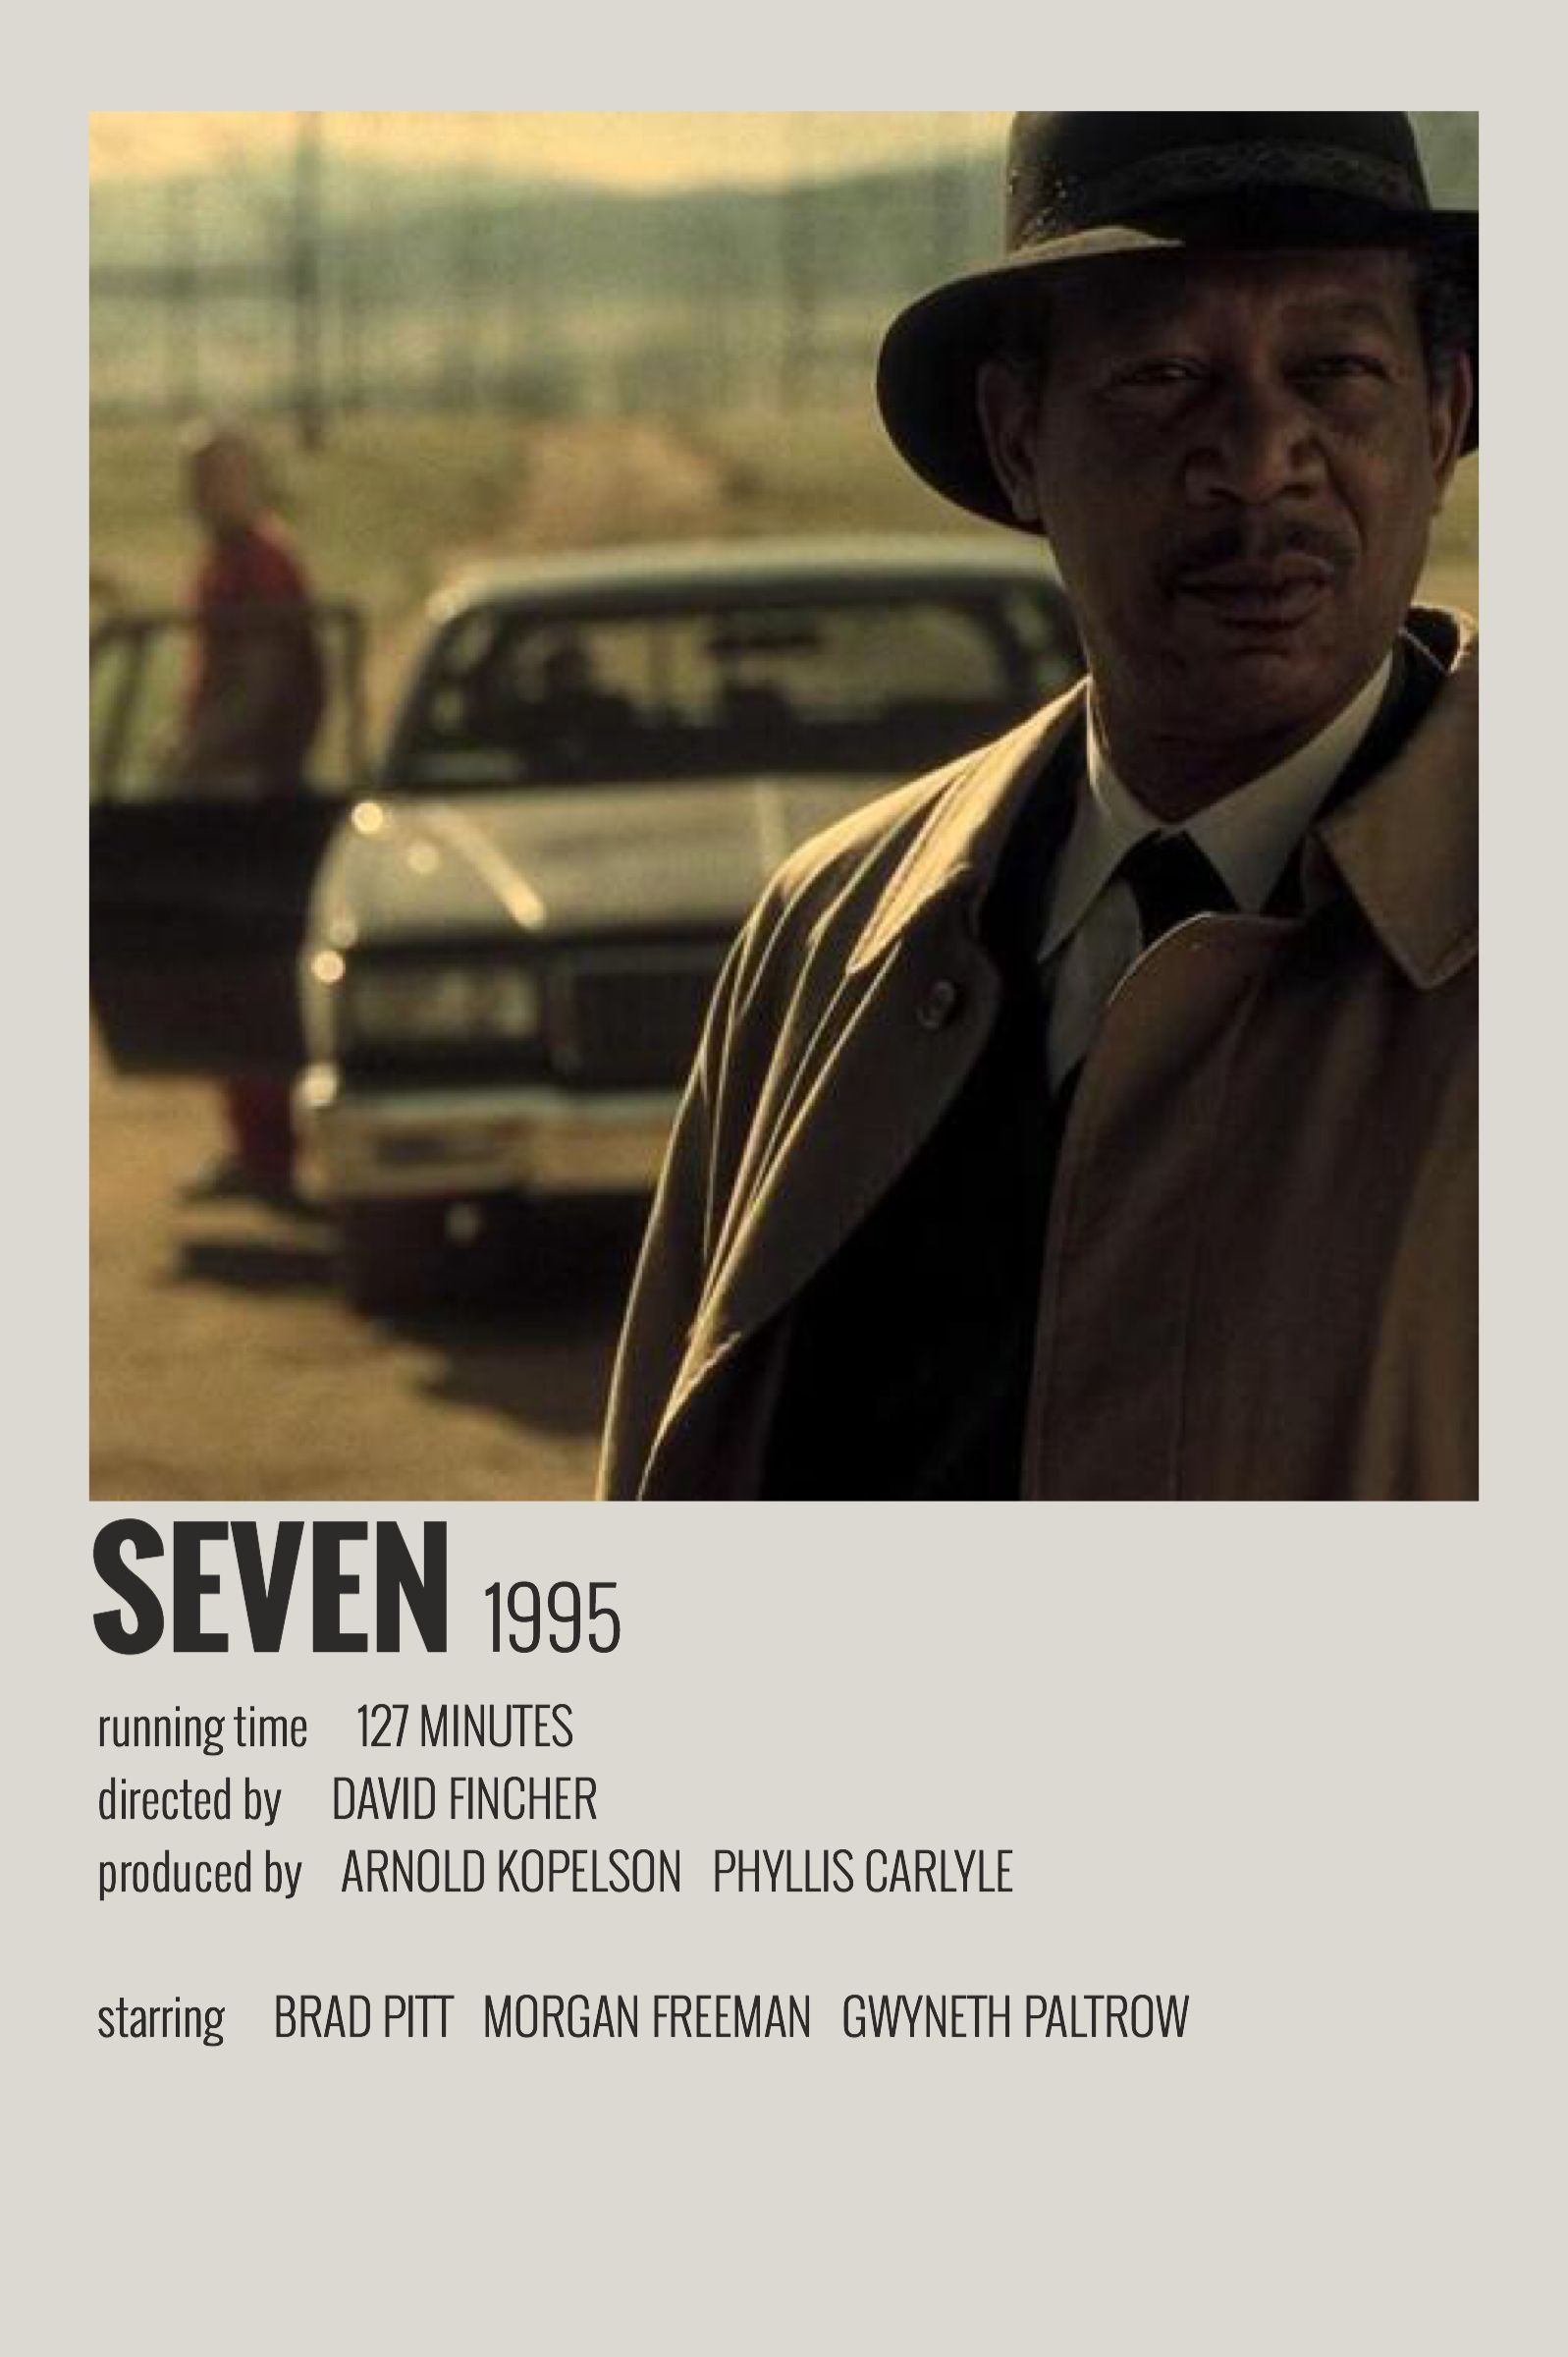 SEVEN 1995
running time 127 MINUTES
directed by DAVID FINCHER
produced by ARNOLD KOPELSON PHYLLIS CARLYLE
starring BRAD PITT MORGAN FREEMAN GWYNETH PALTROW